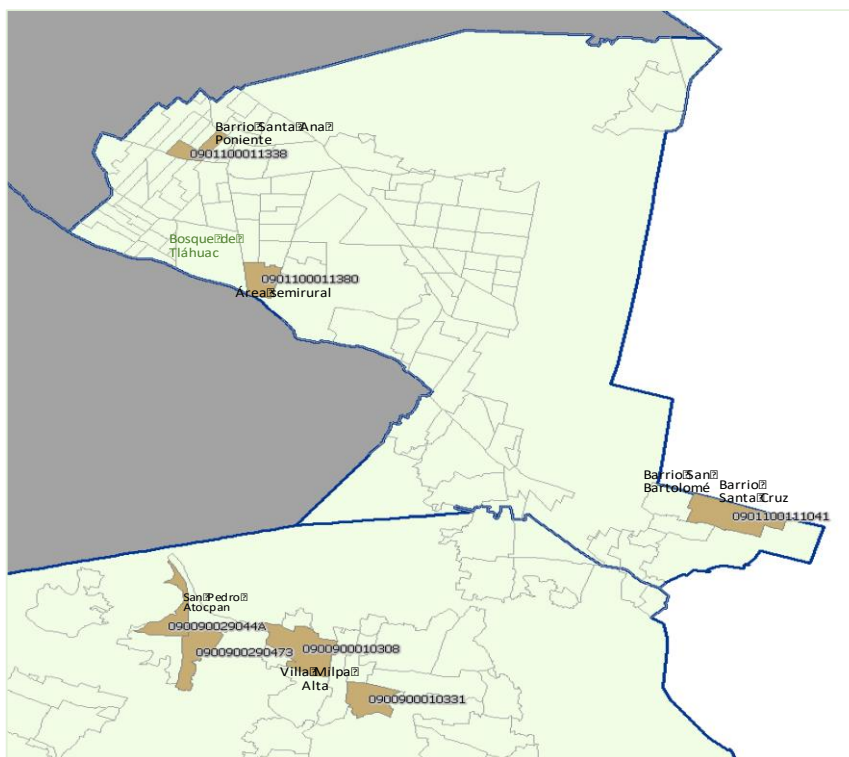 Barrio Santa Ana
Poniente
0901100011338
Bosque de
Tláhuac
0901100011380
Área semirural
Barrio San
Bartolomé
Barrio
Santa Cruz
0901100111041
San Pedro
Atocpan
090090029044A
0900900290473
0900900010308
Villa Milpa
Alta
0900900010331